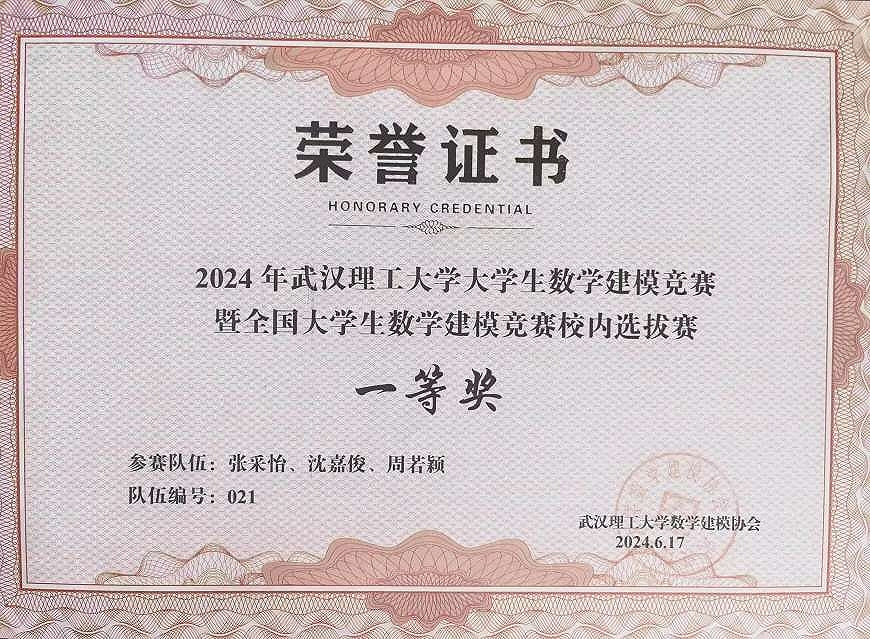 荣誉证书
HONORARY CREDENTIAL
2024 年武汉理工大学大学生数学建模竞赛
暨全国大学生数学建模竞赛校内选拔赛
一等奖
参赛队伍：张采怡、沈嘉俊、周若颖
队伍编号：021
武汉理工大学数学建模协会
2024.6.17